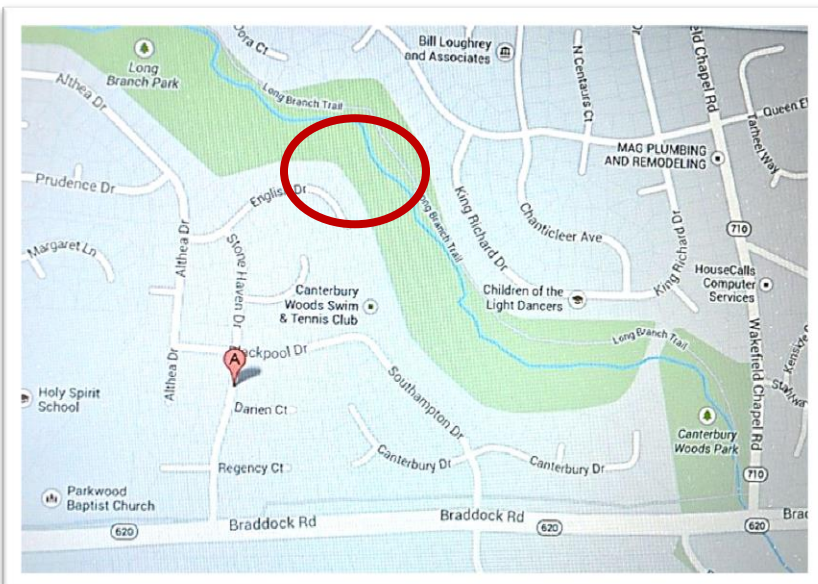 Dora Ct
Bill Loughrey
and Associates
Long
Branch Park
N Centaurs Ct
Wakefield Chapel Rd
Althea Dr
Long Branch Trail
Queen El
Tarheel Way
MAG PLUMBING
AND REMODELING
Prudence Dr
English Dr
King Richard Dr
Long Branch Trail
Chanticleer Ave
710
Margaret Ln
Althea Dr
Stone Haven Dr
King Richard Dr
HouseCalls
Computer
Services
Canterbury
Woods Swim
& Tennis Club
Children of the
Light Dancers
Long Branch Trail
Blackpool Dr
A
Wakefield Chapel Rd
Althea Dr
Southampton Dr
Holy Spirit
School
Darien Ct
Canterbury
Woods Park
Canterbury Dr
Canterbury Dr
Regency Ct
710
Parkwood
Baptist Church
Braddock Rd
Braddock Rd
620
620
620